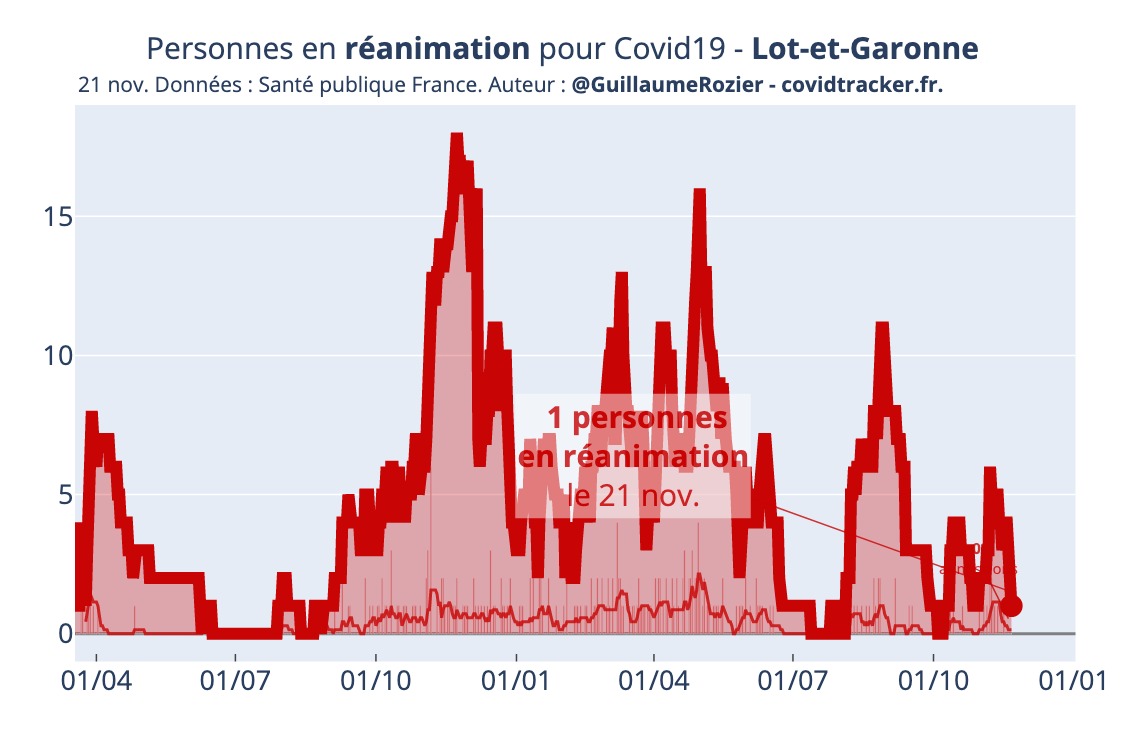 Personnes en réanimation pour Covid19 - Lot-et-Garonne
21 nov. Données : Santé publique France. Auteur : @GuillaumeRozier - covidtracker.fr.
15
10
5
0
1 personnes
en réanimation
le 21 nov.
01/04 01/07 01/10 01/01 01/04 01/07 01/10 01/01